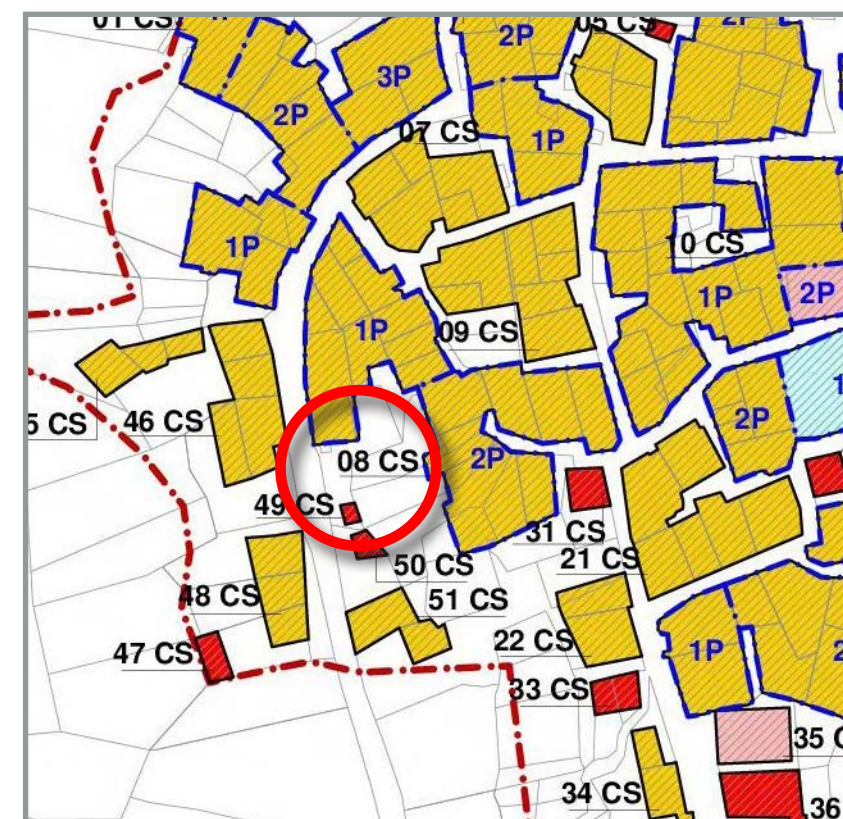 01 CS
2P
05 CS
2P
3P
2P
07 CS
1P
1P
10 CS
1P
2P
1P
09 CS
5 CS
46 CS
2P
08 CS
2P
49 CS
31 CS
21 CS
50 CS
48 CS
51 CS
22 CS
1P
2
47 CS
33 CS
35 C
34 CS
36